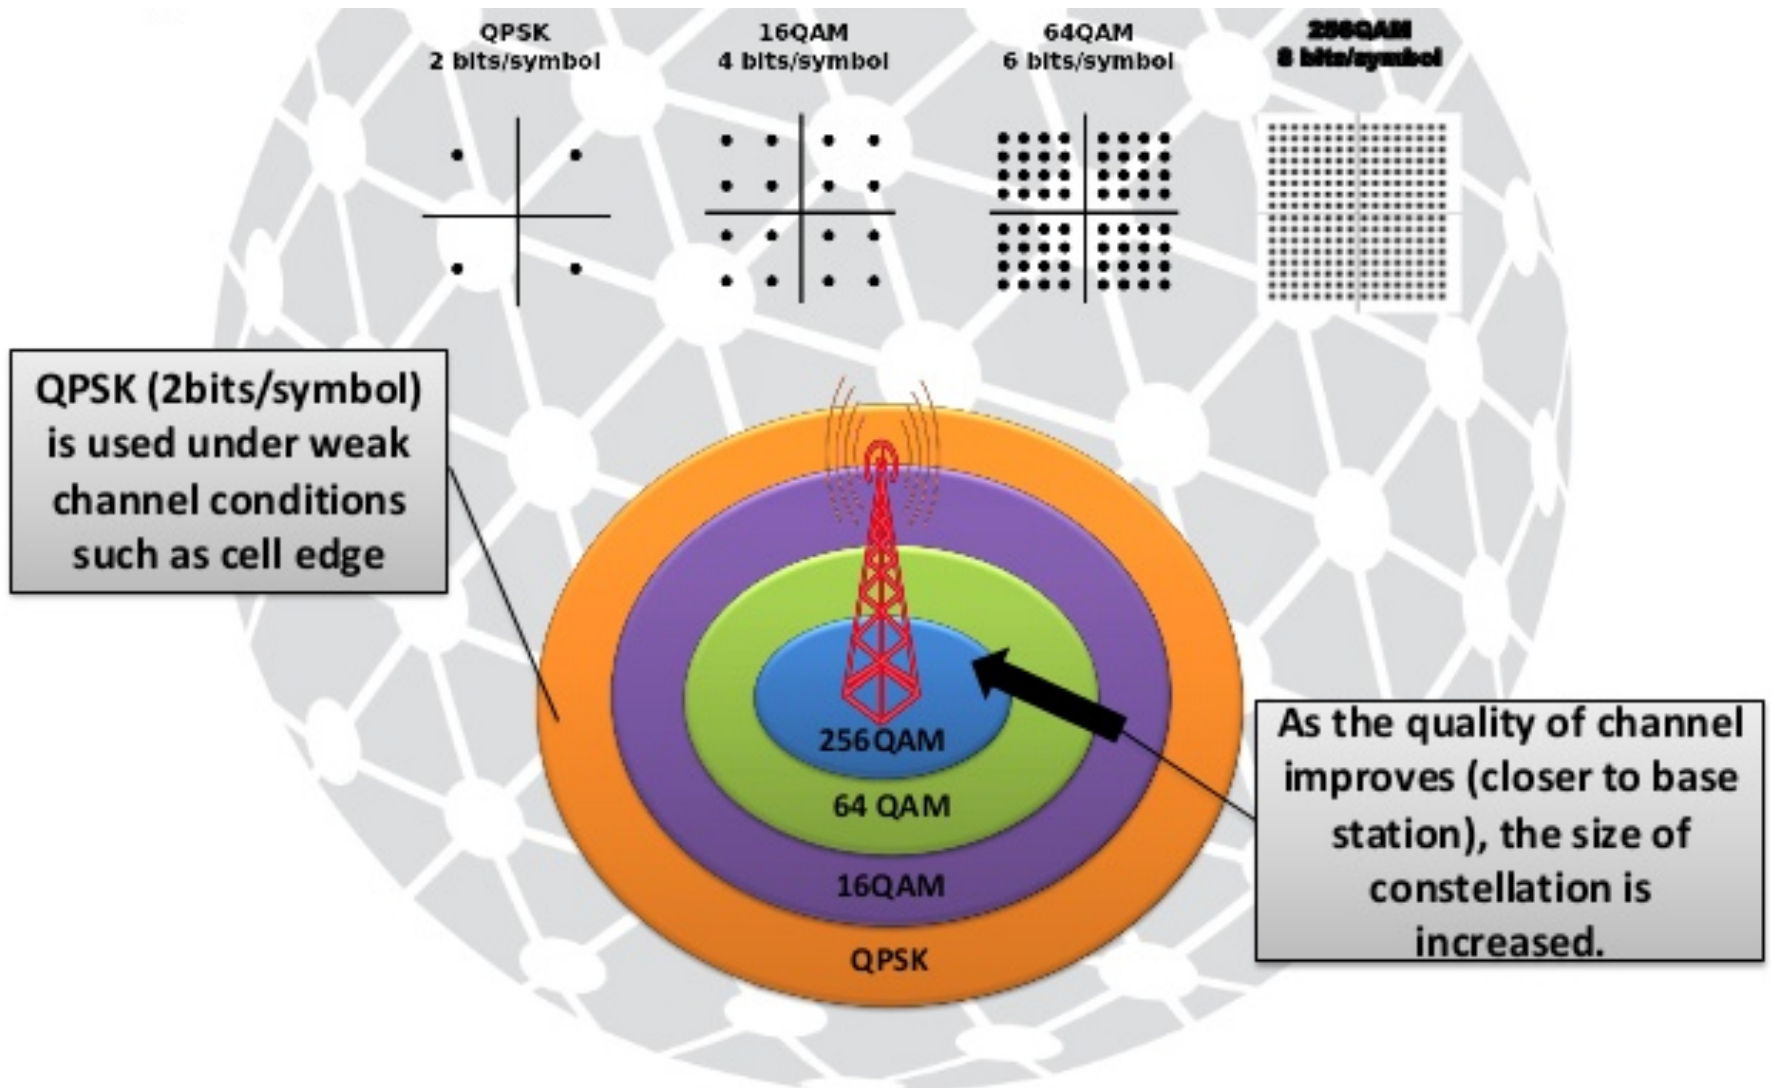 QPSK
2 bits/symbol
16QAM
4 bits/symbol
64QAM
6 bits/symbol
256QAM
8 bits/symbol
QPSK (2bits/symbol)
is used under weak
channel conditions
such as cell edge
256QAM
64 QAM
16QAM
QPSK
As the quality of channel
improves (closer to base
station), the size of
constellation is
increased.